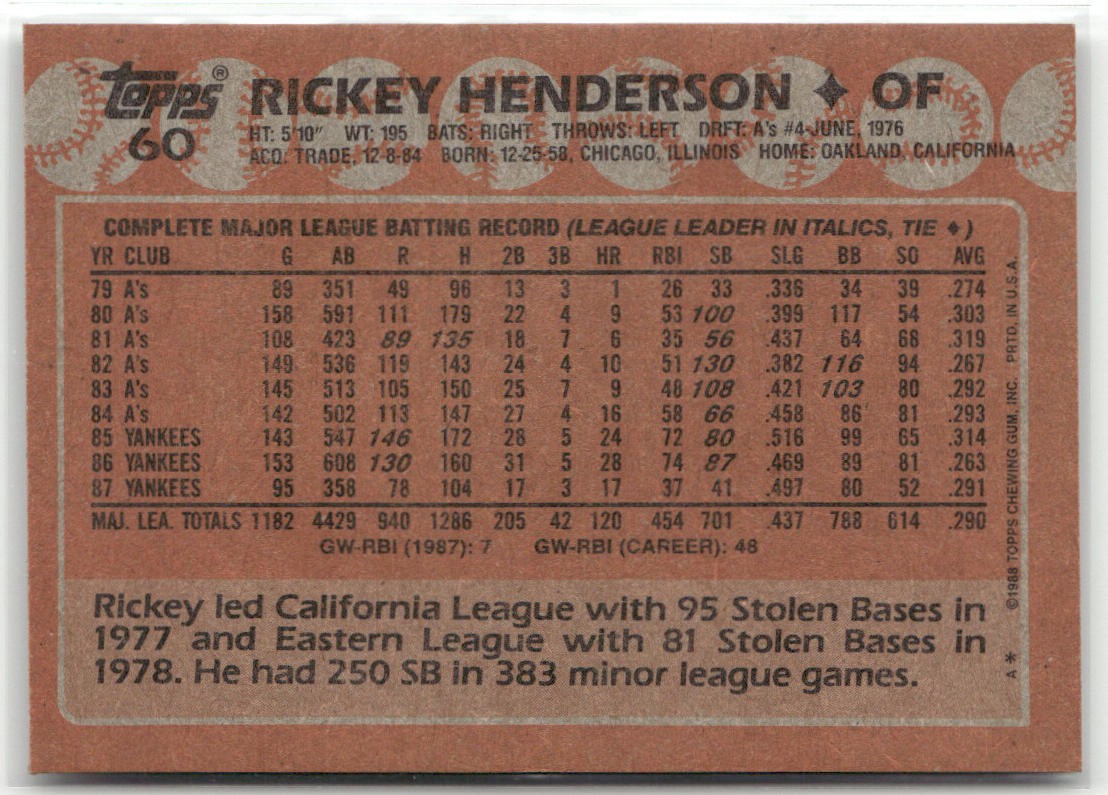 topps® RICKEY HENDERSON ✦ OF
60 HT: 5'10" WT: 195 BATS: RIGHT THROWS: LEFT DRFT: A's #4-JUNE, 1976
ACQ: TRADE, 12-8-84 BORN: 12-25-58, CHICAGO, ILLINOIS HOME: OAKLAND, CALIFORNIA
COMPLETE MAJOR LEAGUE BATTING RECORD (LEAGUE LEADER IN ITALICS, TIE ♦)
YR CLUB G AB R H 2B 3B HR RBI SB SLG BB SO AVG
79 A's 89 351 49 96 13 3 1 26 33 .336 34 39 .274
80 A's 158 591 111 179 22 4 9 53 100 .399 117 54 .303
81 A's 108 423 89 135 18 7 6 35 56 .437 64 68 .319
82 A's 149 536 119 143 24 4 10 51 130 .382 116 94 .267
83 A's 145 513 105 150 25 7 9 48 108 .421 103 80 .292
84 A's 142 502 113 147 27 4 16 58 66 .458 86 81 .293
85 YANKEES 143 547 146 172 28 5 24 72 80 .516 99 65 .314
86 YANKEES 153 608 130 160 31 5 28 74 87 .469 89 81 .263
87 YANKEES 95 358 78 104 17 3 17 37 41 .497 80 52 .291
MAJ. LEA. TOTALS 1182 4429 940 1286 205 42 120 454 701 .437 788 614 .290
GW-RBI (1987): 7 GW-RBI (CAREER): 48
Rickey led California League with 95 Stolen Bases in
1977 and Eastern League with 81 Stolen Bases in
1978. He had 250 SB in 383 minor league games.
A* ©1988 TOPPS CHEWING GUM, INC. PRTD. IN U.S.A.